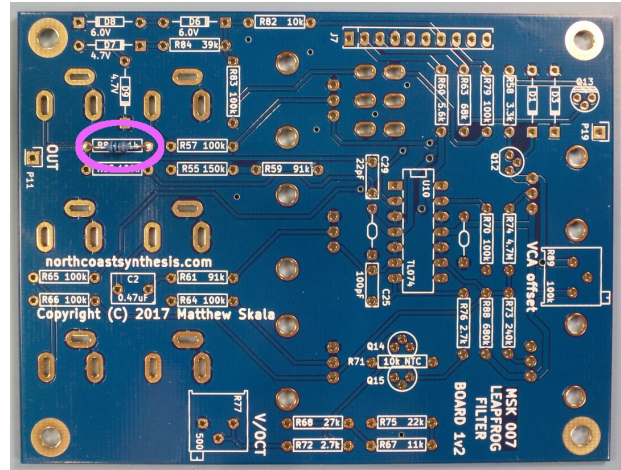 D8
6.0V
D6
6.0V
R82 10k
D7
4.7V
R84 39k
J7
4.7V
D9
R83
100k
R60 5.6k
R63 68k
R79 100k
R58 3.3k
Q13
P19
OUT
P11
R57 100k
R55 150k
R59 91k
C29
22pF
U10
TL074
Q12
R70 100k
R74 4.7M
R89
100k
VCA offset
northcoastsynthesis.com
R65 100k
C2
0.47uF
R61 91k
R66 100k
R64 100k
Copyright (C) 2017 Matthew Skala
C25
100pF
R76 2.7k
R88 680k
R73 240k
Q14
R71 10k NTC
Q15
R77
500
V/OCT
R68 27k
R75 22k
R72 2.7k
R67 11k
MSK 007
LEAPFROG
FILTER
BOARD 1v2